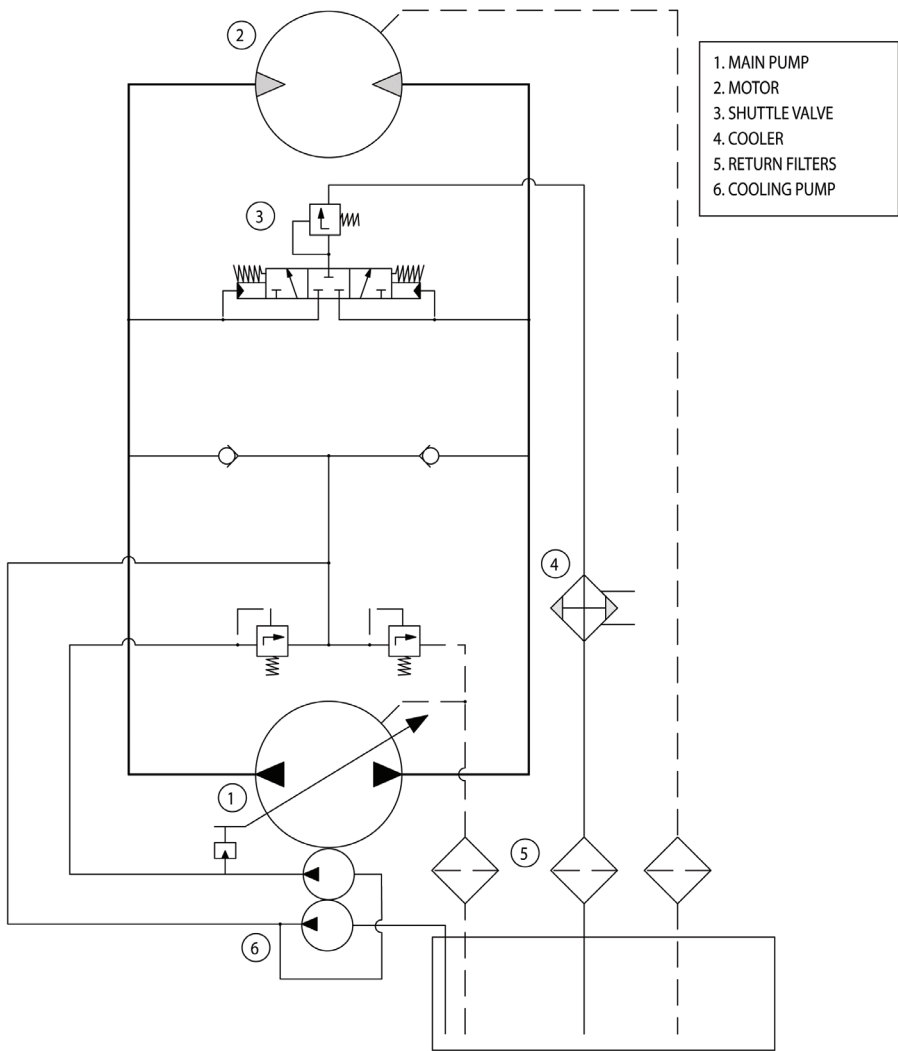 2
1. MAIN PUMP
2. MOTOR
3. SHUTTLE VALVE
4. COOLER
5. RETURN FILTERS
6. COOLING PUMP
3
4
1
5
6